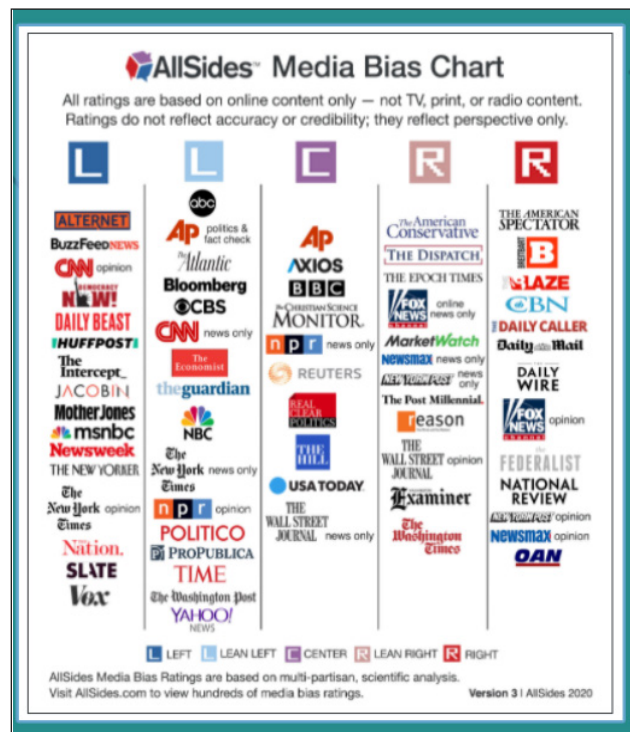 AllSides™ Media Bias Chart
All ratings are based on online content only — not TV, print, or radio content.
Ratings do not reflect accuracy or credibility; they reflect perspective only.
L
L
C
R
R
ALTERNET
BuzzFeedNEWS
CNN opinion
DEMOCRACY
NOW!
DAILY BEAST
HUFFPOST
The
Intercept_
JACOBIN
Mother Jones
msnbc
Newsweek
THE NEW YORKER
The
New York opinion
Times
The Nation.
SLATE
Vox
abc
AP politics &
fact check
The Atlantic
Bloomberg
CBS
CNN news only
The
Economist
theguardian
NBC
The
New York news only
Times
npr opinion
POLITICO
PROPUBLICA
TIME
The Washington Post
YAHOO!
NEWS
AP
AXIOS
BBC
The CHRISTIAN SCIENCE
MONITOR
npr news only
REUTERS
REAL
CLEAR
POLITICS
THE
HILL
USA TODAY
THE
WALL STREET
JOURNAL news only
The American
Conservative
THE DISPATCH
THE EPOCH TIMES
FOX
NEWS
channel
online
news only
MarketWatch
Newsmax news only
NEW YORK POST news
only
The Post Millennial.
reason
THE
WALL STREET opinion
JOURNAL
Examiner
The
Washington
Times
THE AMERICAN
SPECTATOR
BREITBART
B
BLAZE
CBN
THE DAILY CALLER
Daily Mail
THE
DAILY
WIRE
FOX
NEWS
channel
opinion
THE
FEDERALIST
NATIONAL
REVIEW
NEW YORK POST opinion
Newsmax opinion
OAN
L LEFT L LEAN LEFT C CENTER R LEAN RIGHT R RIGHT
AllSides Media Bias Ratings are based on multi-partisan, scientific analysis.
Visit AllSides.com to view hundreds of media bias ratings.
Version 3 | AllSides 2020